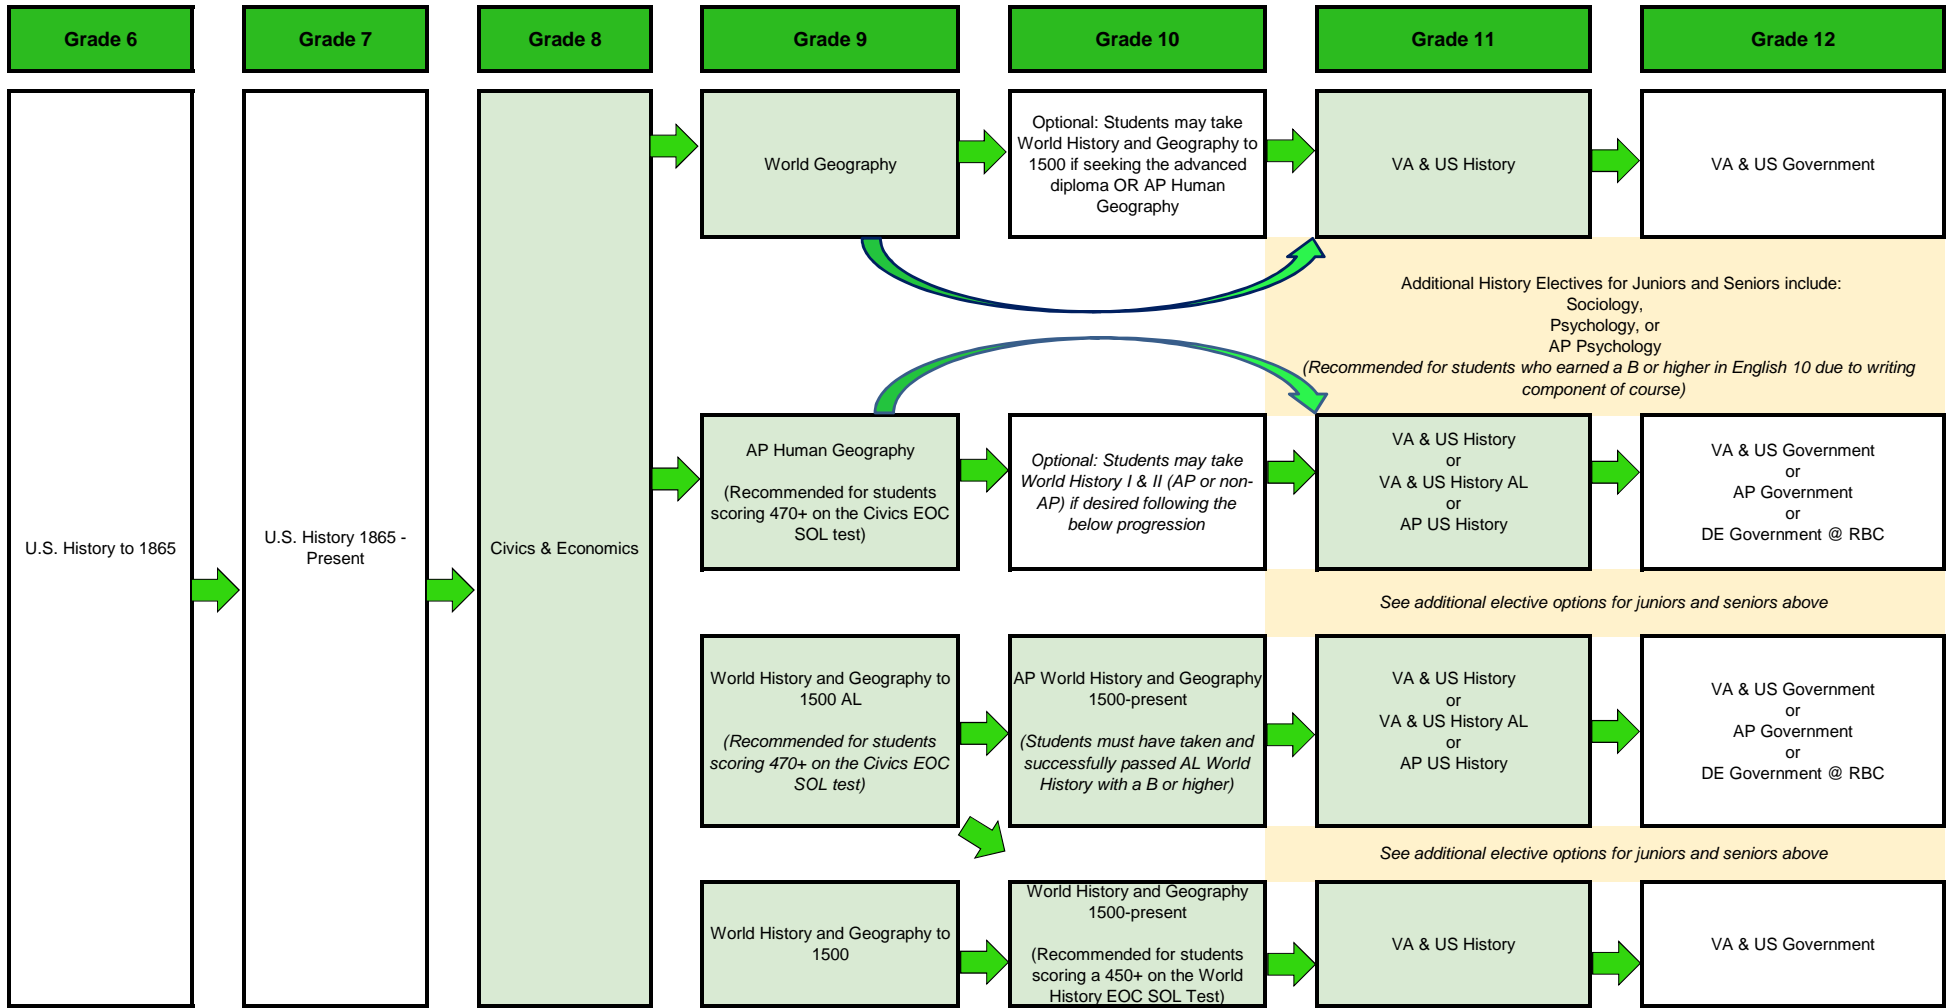 Grade 6
Grade 7
Grade 8
Grade 9
Grade 10
Grade 11
Grade 12
U.S. History to 1865
U.S. History 1865 -
Present
Civics & Economics
World Geography
Optional: Students may take
World History and Geography to
1500 if seeking the advanced
diploma OR AP Human
Geography
VA & US History
VA & US Government
Additional History Electives for Juniors and Seniors include:
Sociology,
Psychology, or
AP Psychology
(Recommended for students who earned a B or higher in English 10 due to writing
component of course)
AP Human Geography
(Recommended for students
scoring 470+ on the Civics EOC
SOL test)
Optional: Students may take
World History I & II (AP or non-
AP) if desired following the
below progression
VA & US History
or
VA & US History AL
or
AP US History
VA & US Government
or
AP Government
or
DE Government @ RBC
See additional elective options for juniors and seniors above
World History and Geography to
1500 AL
(Recommended for students
scoring 470+ on the Civics EOC
SOL test)
AP World History and Geography
1500-present
(Students must have taken and
successfully passed AL World
History with a B or higher)
VA & US History
or
VA & US History AL
or
AP US History
VA & US Government
or
AP Government
or
DE Government @ RBC
See additional elective options for juniors and seniors above
World History and Geography to
1500
World History and Geography
1500-present
(Recommended for students
scoring a 450+ on the World
History EOC SOL Test)
VA & US History
VA & US Government